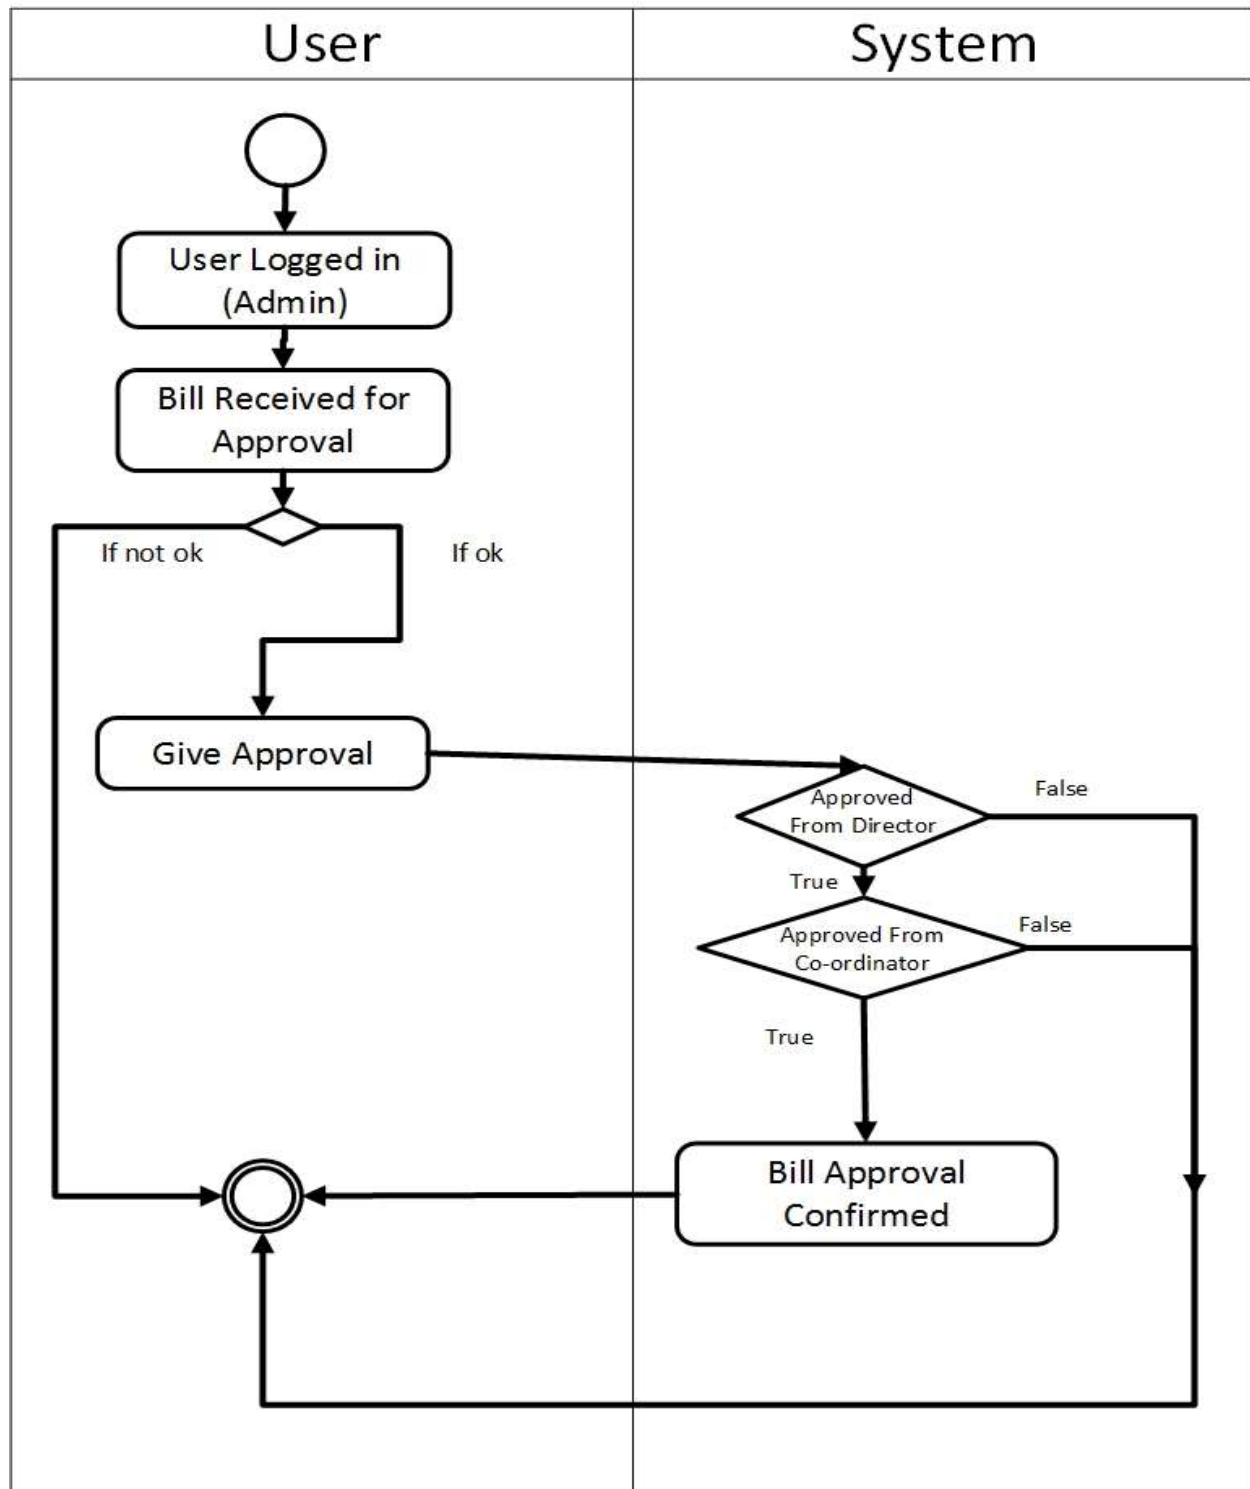 User
System
User Logged in
(Admin)
Bill Received for
Approval
If not ok
If ok
Give Approval
Approved
From Director
False
True
Approved From
Co-ordinator
False
True
Bill Approval
Confirmed